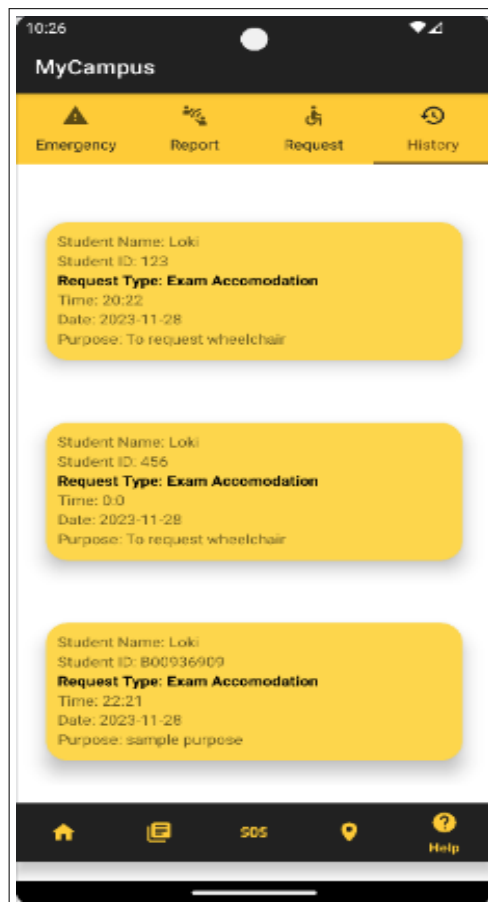 10:26
MyCampus
Emergency Report Request History
Student Name: Loki
Student ID: 123
Request Type: Exam Accomodation
Time: 20:22
Date: 2023-11-28
Purpose: To request wheelchair
Student Name: Loki
Student ID: 456
Request Type: Exam Accomodation
Time: 0:0
Date: 2023-11-28
Purpose: To request wheelchair
Student Name: Loki
Student ID: B00936909
Request Type: Exam Accomodation
Time: 22:21
Date: 2023-11-28
Purpose: sample purpose
SOS
Help